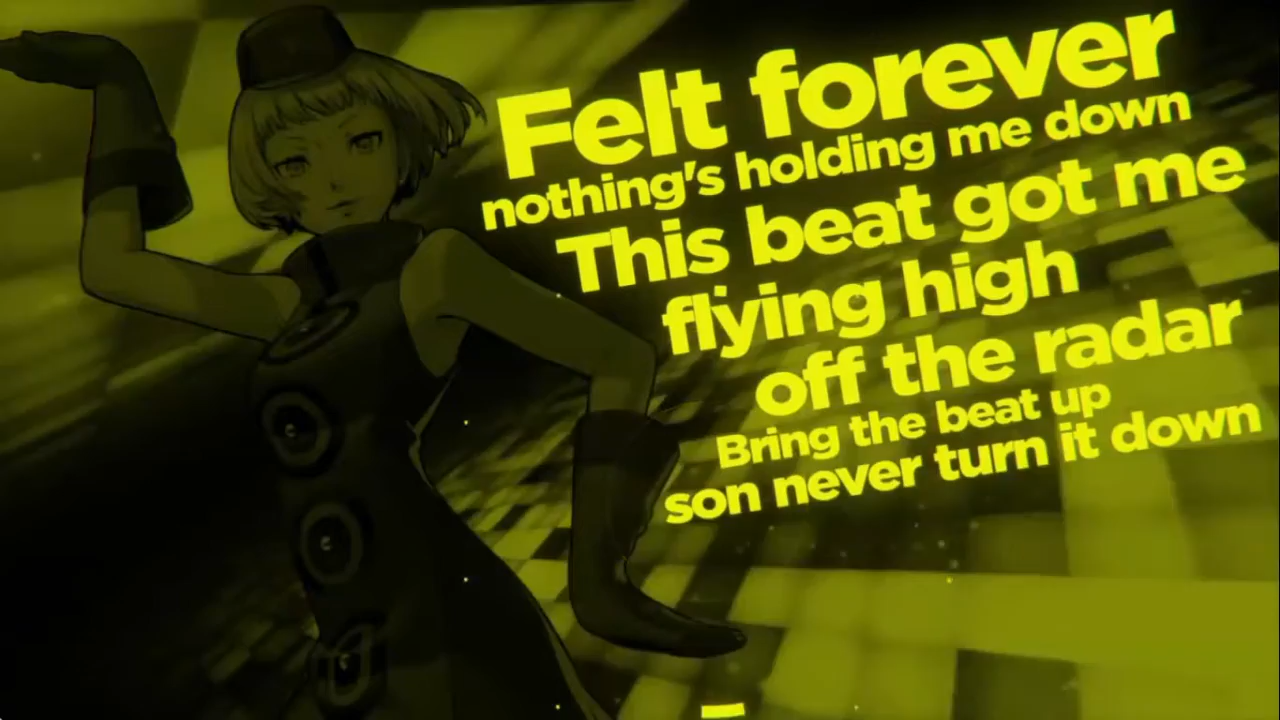 Felt forever
nothing's holding me down
This beat got me
flying high
off the radar
Bring the beat up
son never turn it down